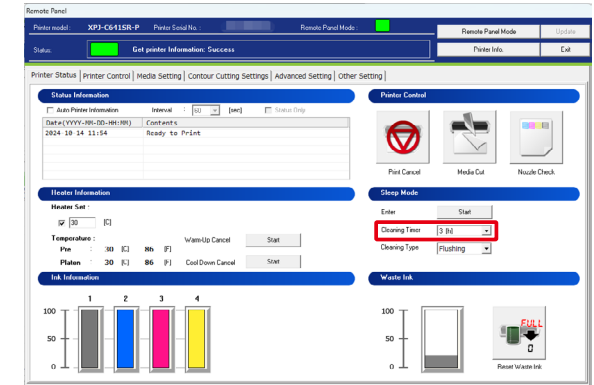 Remote Panel
Printer model : XPJ-C641SR-P Printer Serial No. : Remote Panel Mode :
Remote Panel Mode Update
Status: Get printer Information: Success
Printer Info. Exit
Printer Status Printer Control Media Setting Contour Cutting Settings Advanced Setting Other Setting
Status Information
Auto Printer Information Interval : 60 [sec] Status Only
Date(YYYY-MM-DD-HH:MM) Contents
2024-10-14 11:54 Ready to Print
Printer Control
Print Cancel Media Cut Nozzle Check
Heater Information
Heater Set :
30 [C]
Temperature :
Pre : 30 [C] 86 [F]
Platen : 30 [C] 86 [F]
Warm-Up Cancel Start
Cool Down Cancel Start
Sleep Mode
Enter Start
Cleaning Timer 3 [h]
Cleaning Type Flushing
Ink Information
1 2 3 4
100
50
0
Waste Ink
100
50
0
FULL
0
Reset Waste Ink